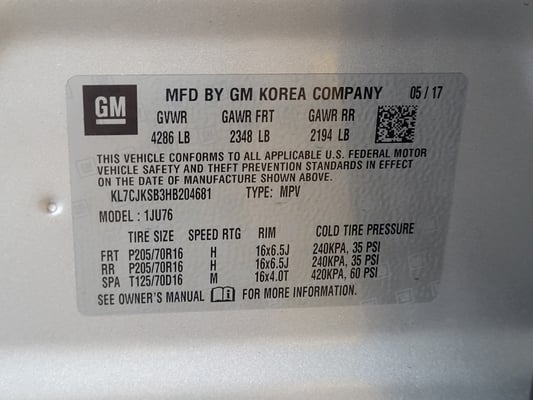 GM MFD BY GM KOREA COMPANY 05 / 17
GVWR GAWR FRT GAWR RR
4286 LB 2348 LB 2194 LB
THIS VEHICLE CONFORMS TO ALL APPLICABLE U.S. FEDERAL MOTOR
VEHICLE SAFETY AND THEFT PREVENTION STANDARDS IN EFFECT
ON THE DATE OF MANUFACTURE SHOWN ABOVE.
KL7CJKSB3HB204681 TYPE: MPV
MODEL : 1JU76
TIRE SIZE SPEED RTG RIM COLD TIRE PRESSURE
FRT P205/70R16 H 16x6.5J 240KPA, 35 PSI
RR P205/70R16 H 16x6.5J 240KPA, 35 PSI
SPA T125/70D16 M 16x4.0T 420KPA, 60 PSI
SEE OWNER'S MANUAL FOR MORE INFORMATION.